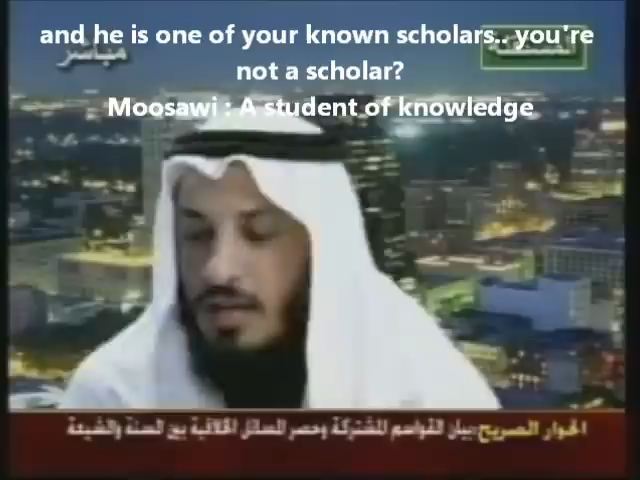 and he is one of your known scholars.. you're
not a scholar?
Moosawi : A student of knowledge
مباشر
المستقلة
الحوار الصريح: بيان القواسم المشتركة وحصر المسائل الخلافية بين السنة والشيعة